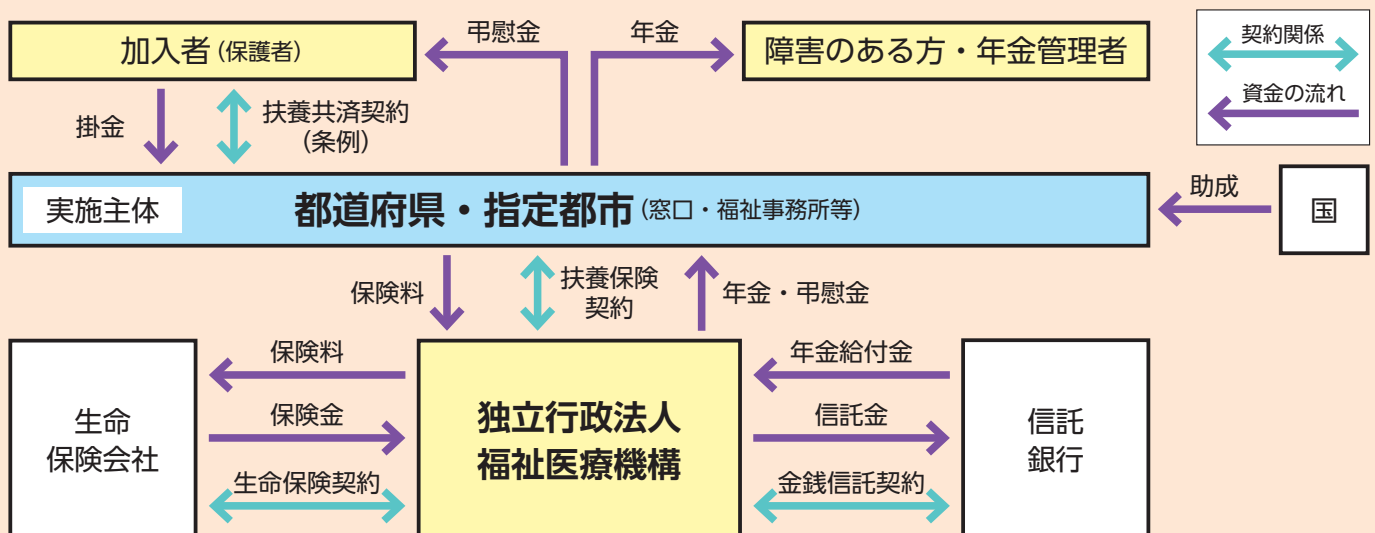 加入者(保護者)
弔慰金
年金
障害のある方・年金管理者
契約関係
資金の流れ
掛金
扶養共済契約
(条例)
実施主体
都道府県・指定都市(窓口・福祉事務所等)
助成
国
保険料
扶養保険
契約
年金・弔慰金
生命
保険会社
保険料
保険金
生命保険契約
独立行政法人
福祉医療機構
年金給付金
信託金
金銭信託契約
信託
銀行